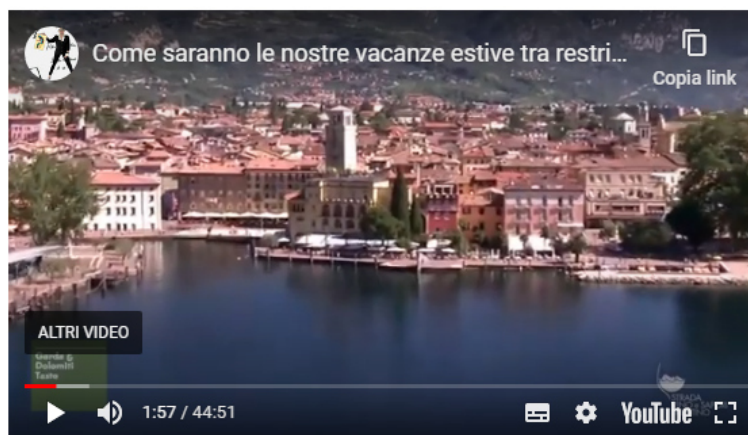 Come saranno le nostre vacanze estive tra restri...
Copia link
ALTRI VIDEO
Garda &
Dolomiti
Taste
STRADA
1:57 / 44:51
YouTube